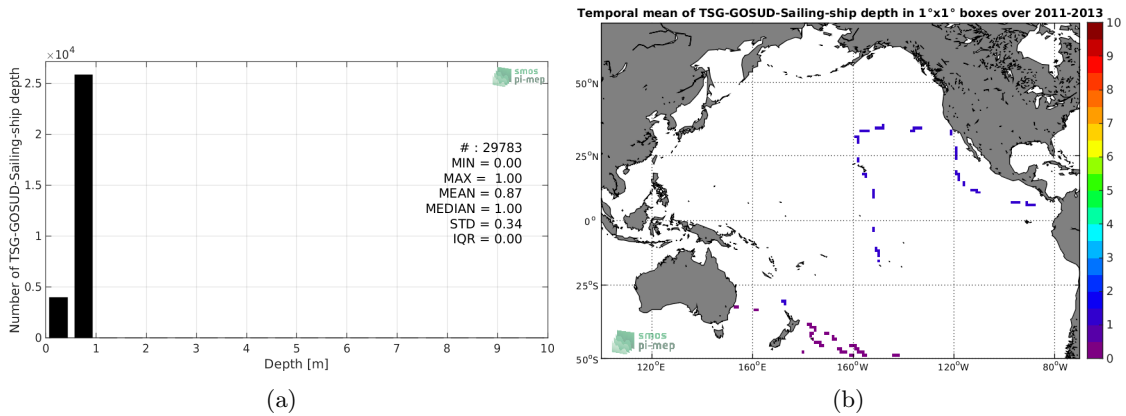 ×10⁴
2.5
2
1.5
1
0.5
0
Number of TSG-GOSUD-Sailing-ship depth
smos
pi-mep
# : 29783
MIN = 0.00
MAX = 1.00
MEAN = 0.87
MEDIAN = 1.00
STD = 0.34
IQR = 0.00
0 1 2 3 4 5 6 7 8 9 10
Depth [m]
(a)
Temporal mean of TSG-GOSUD-Sailing-ship depth in 1°x1° boxes over 2011-2013
50°N
25°N
0°
25°S
50°S
120°E 160°E 160°W 120°W 80°W
smos
pi-mep
10
9
8
7
6
5
4
3
2
1
0
(b)